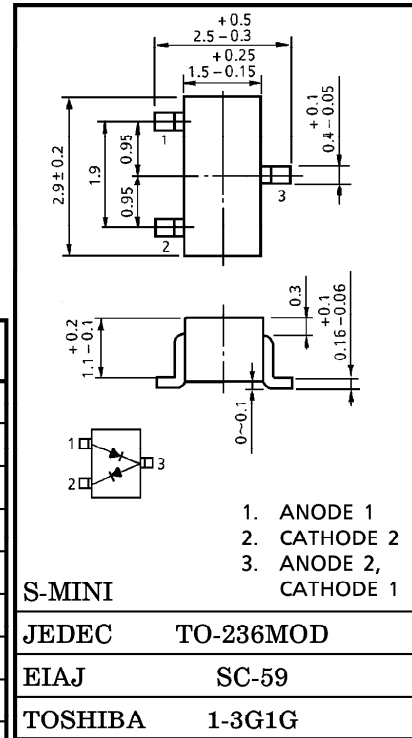 +0.5
2.5-0.3
+0.25
1.5-0.15
2.9±0.2
1.9
0.95
0.95
1
2
3
+0.1
0.4-0.05
+0.2
1.1-0.1
0.3
+0.1
0.16-0.06
0~0.1
1
2
3
1. ANODE 1
2. CATHODE 2
3. ANODE 2,
CATHODE 1
S-MINI
JEDEC TO-236MOD
EIAJ SC-59
TOSHIBA 1-3G1G